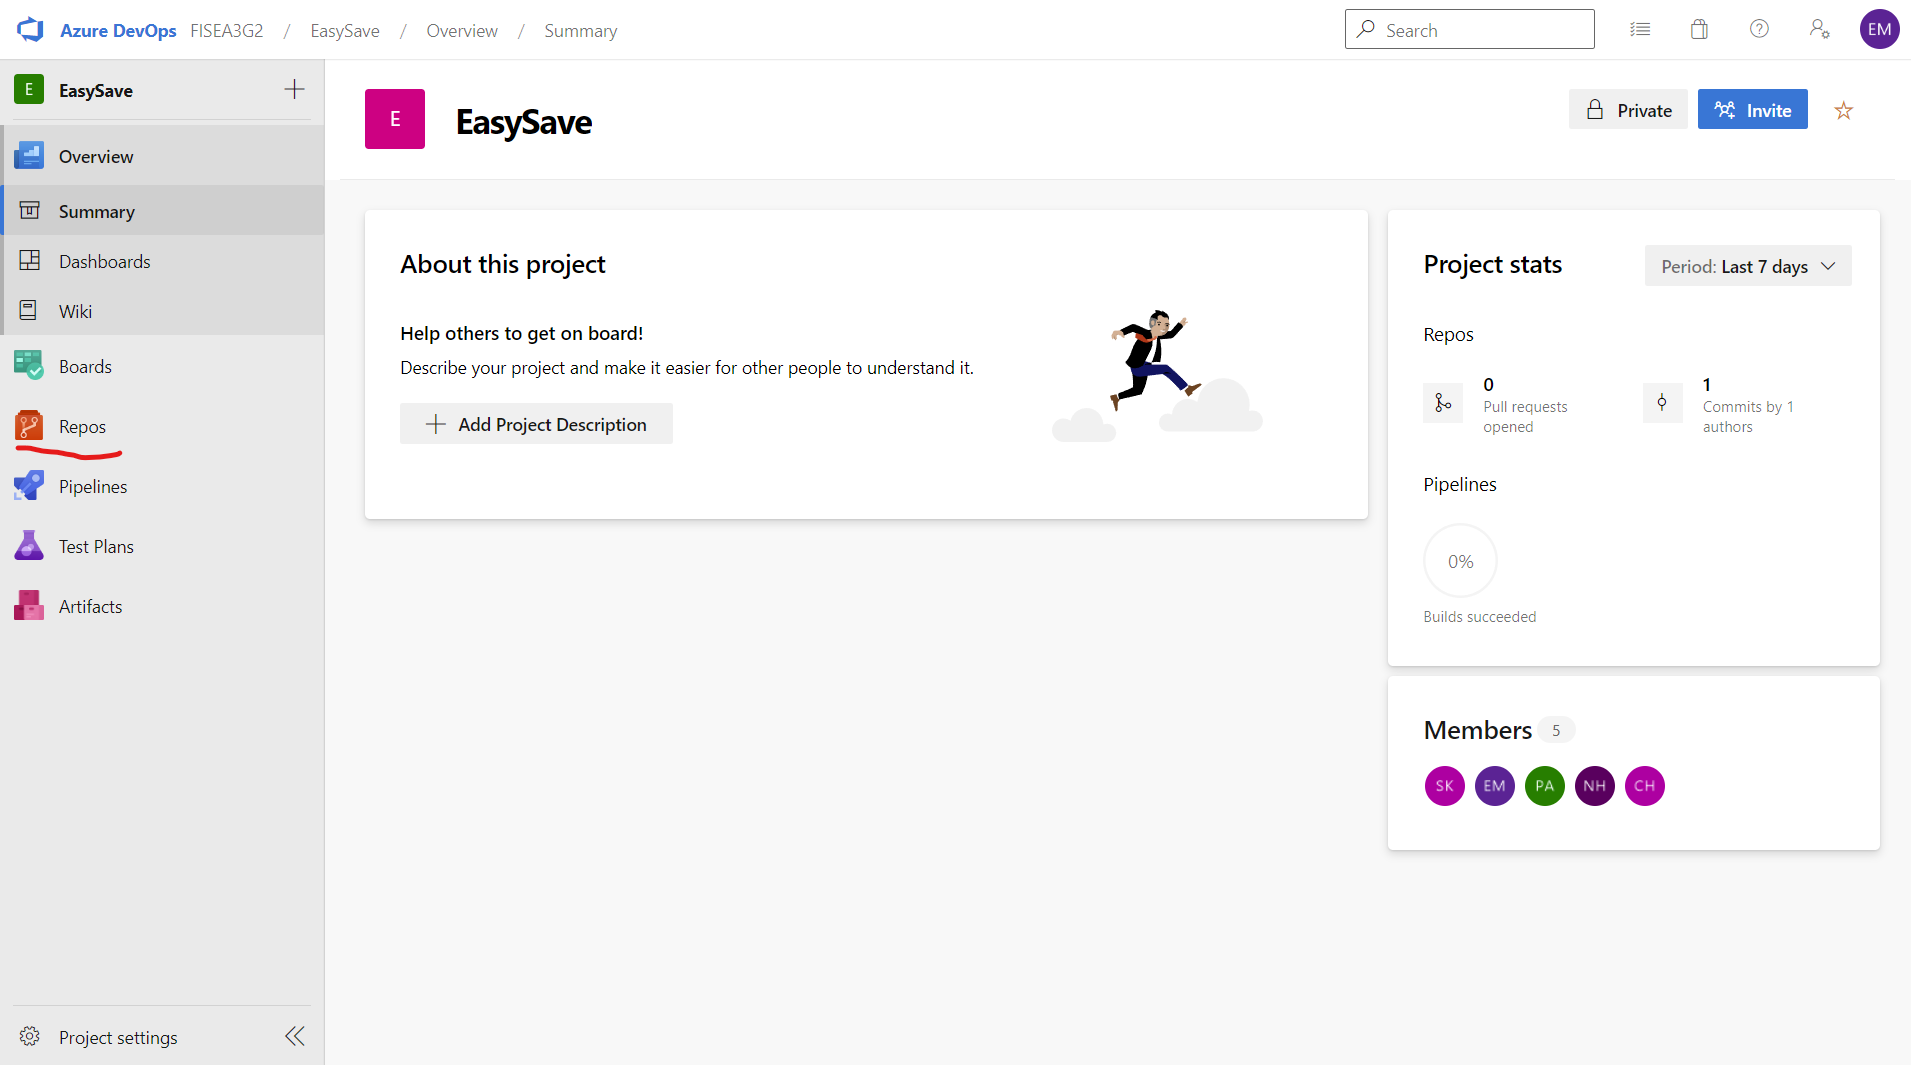 Azure DevOps FISEA3G2 / EasySave / Overview / Summary
Search
EM
E EasySave
Overview
Summary
Dashboards
Wiki
Boards
Repos
Pipelines
Test Plans
Artifacts
Project settings
E EasySave
Private
Invite
About this project
Help others to get on board!
Describe your project and make it easier for other people to understand it.
Add Project Description
Project stats
Period: Last 7 days
Repos
0
Pull requests
opened
1
Commits by 1
authors
Pipelines
0%
Builds succeeded
Members 5
SK EM PA NH CH